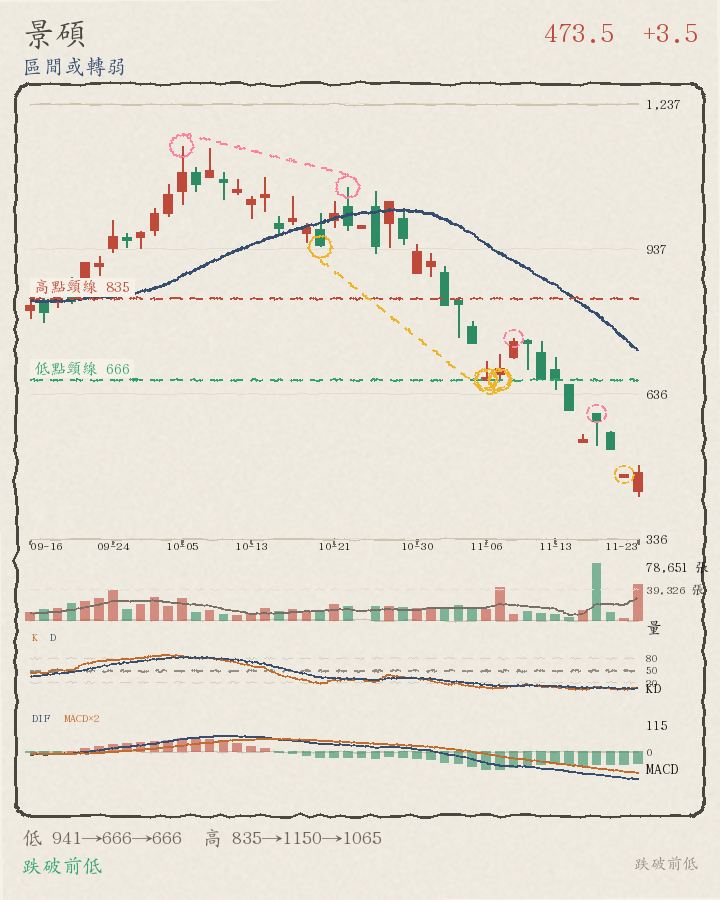 景碩
473.5 +3.5
區間或轉弱
1,237
937
高點頸線 835
低點頸線 666
636
336
09-16 09-24 10-05 10-13 10-21 10-30 11-06 11-13 11-23
78,651 張
39,326 張
量
K D
80
50
20
KD
DIF MACD×2
115
0
MACD
低 941→666→666 高 835→1150→1065
跌破前低
跌破前低